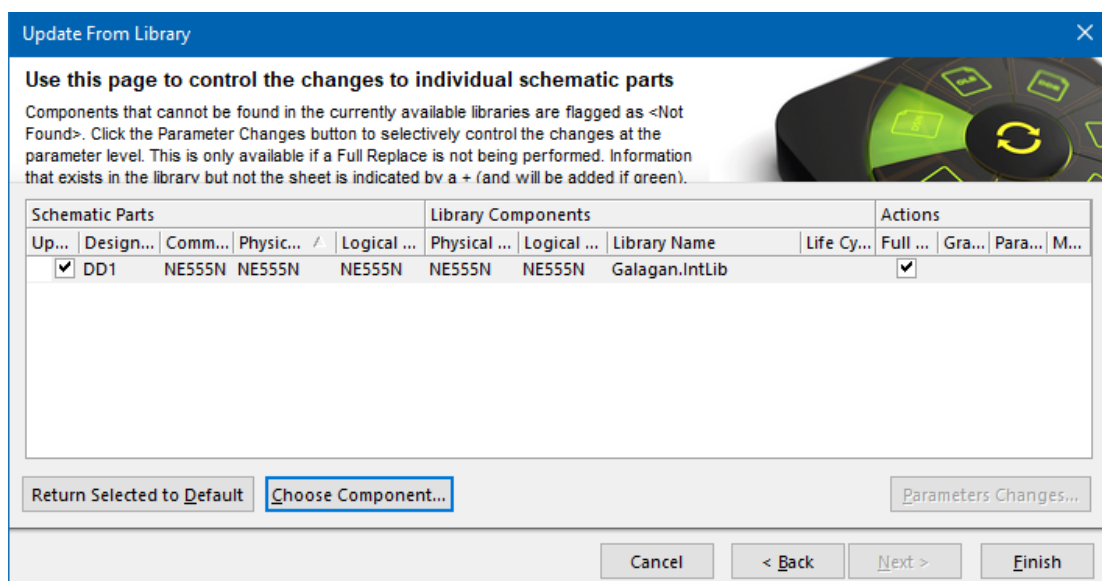 Update From Library
Use this page to control the changes to individual schematic parts
Components that cannot be found in the currently available libraries are flagged as <Not
Found>. Click the Parameter Changes button to selectively control the changes at the
parameter level. This is only available if a Full Replace is not being performed. Information
that exists in the library but not the sheet is indicated by a + (and will be added if green).
Schematic Parts Library Components Actions
Up... Design... Comm... Physic... Logical ... Physical ... Logical ... Library Name Life Cy... Full ... Gra... Para... M...
DD1 NE555N NE555N NE555N NE555N NE555N Galagan.IntLib
Return Selected to Default Choose Component... Parameters Changes...
Cancel < Back Next > Finish